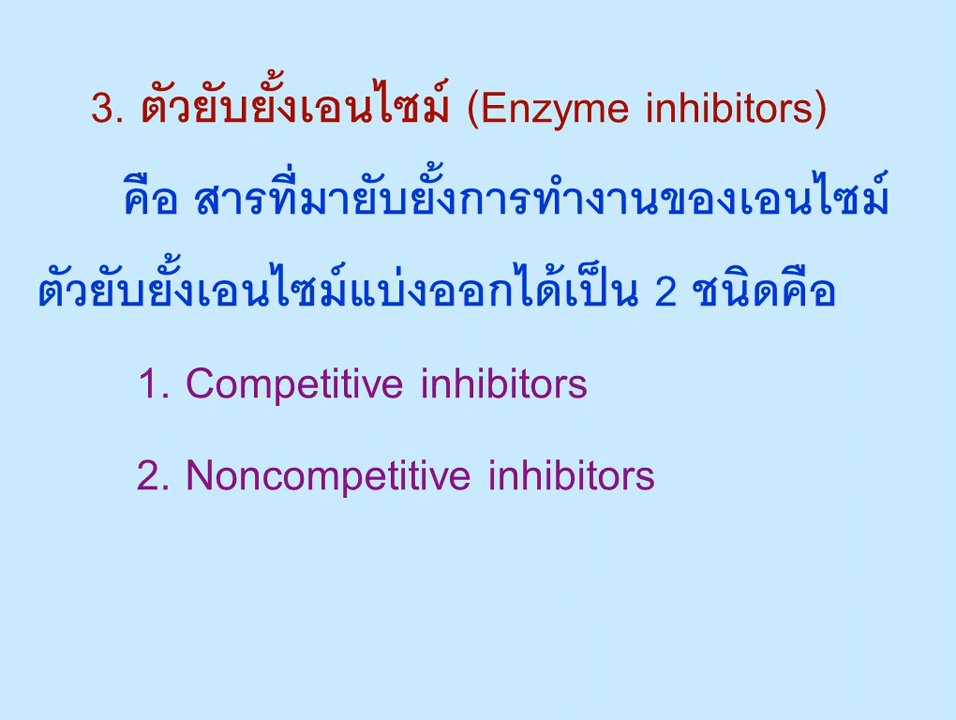 3. ตัวยับยั้งเอนไซม์ (Enzyme inhibitors)
คือ สารที่มายับยั้งการทำงานของเอนไซม์
ตัวยับยั้งเอนไซม์แบ่งออกได้เป็น 2 ชนิดคือ
1. Competitive inhibitors
2. Noncompetitive inhibitors